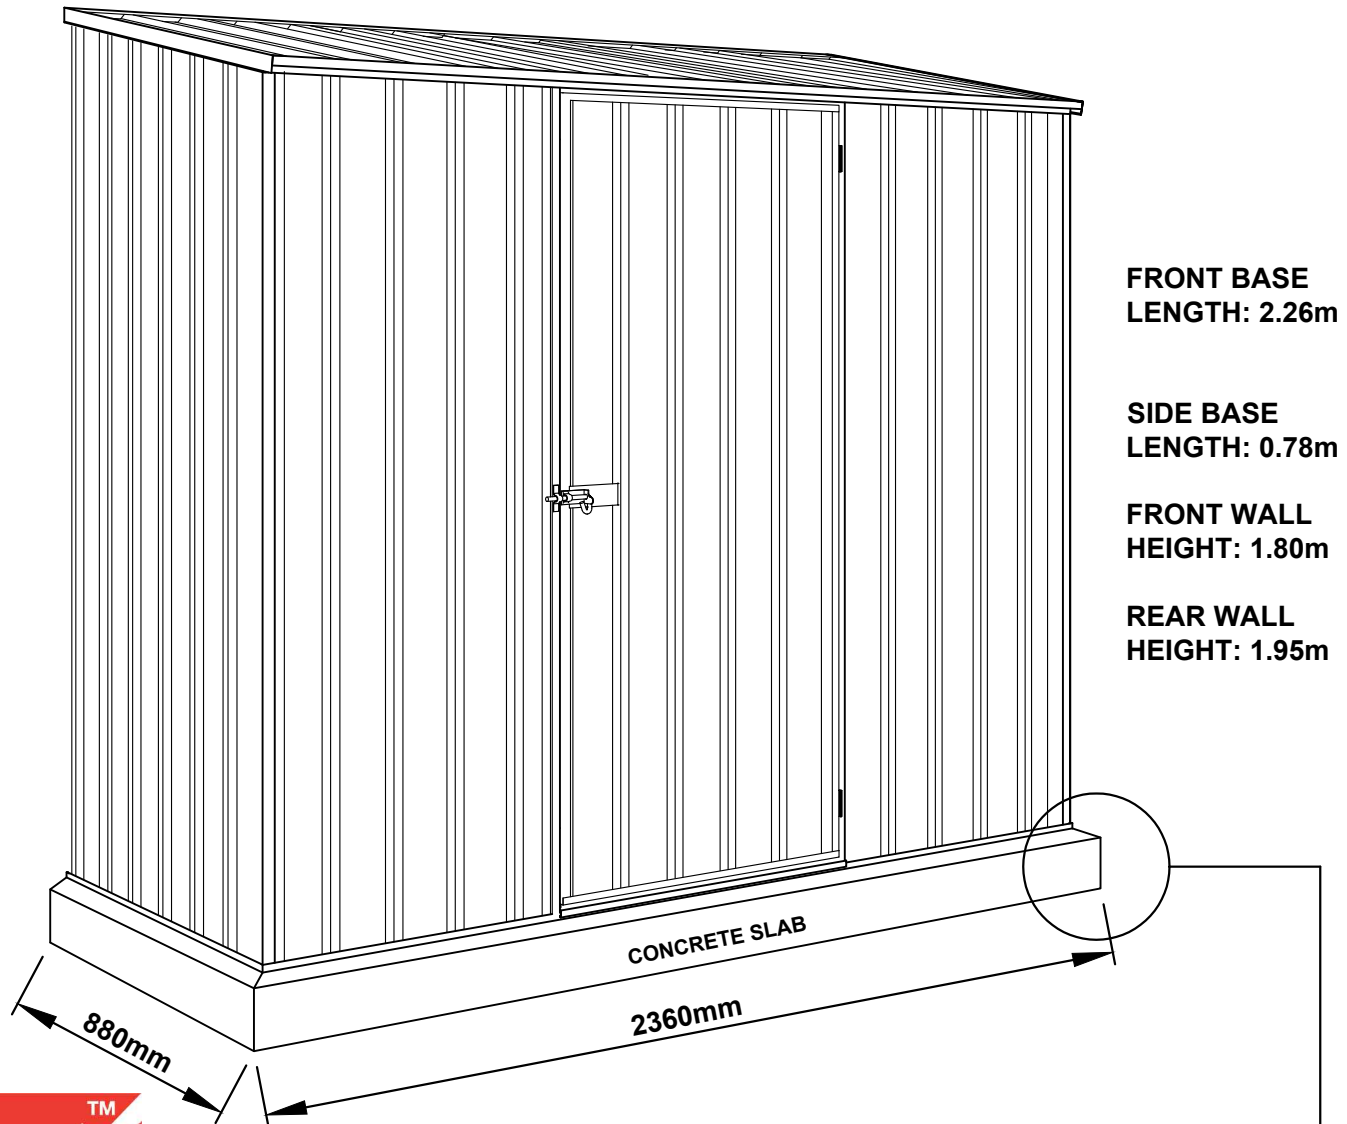 FRONT BASE
LENGTH: 2.26m
SIDE BASE
LENGTH: 0.78m
FRONT WALL
HEIGHT: 1.80m
REAR WALL
HEIGHT: 1.95m
CONCRETE SLAB
2360mm
880mm
TM